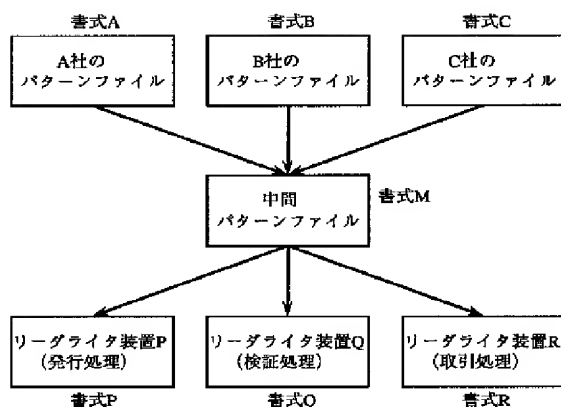 書式A
書式B
書式C
A社の
パターンファイル
B社の
パターンファイル
C社の
パターンファイル
中間
パターンファイル
書式M
リーダライタ装置P
(発行処理)
リーダライタ装置Q
(検証処理)
リーダライタ装置R
(取引処理)
書式P
書式Q
書式R